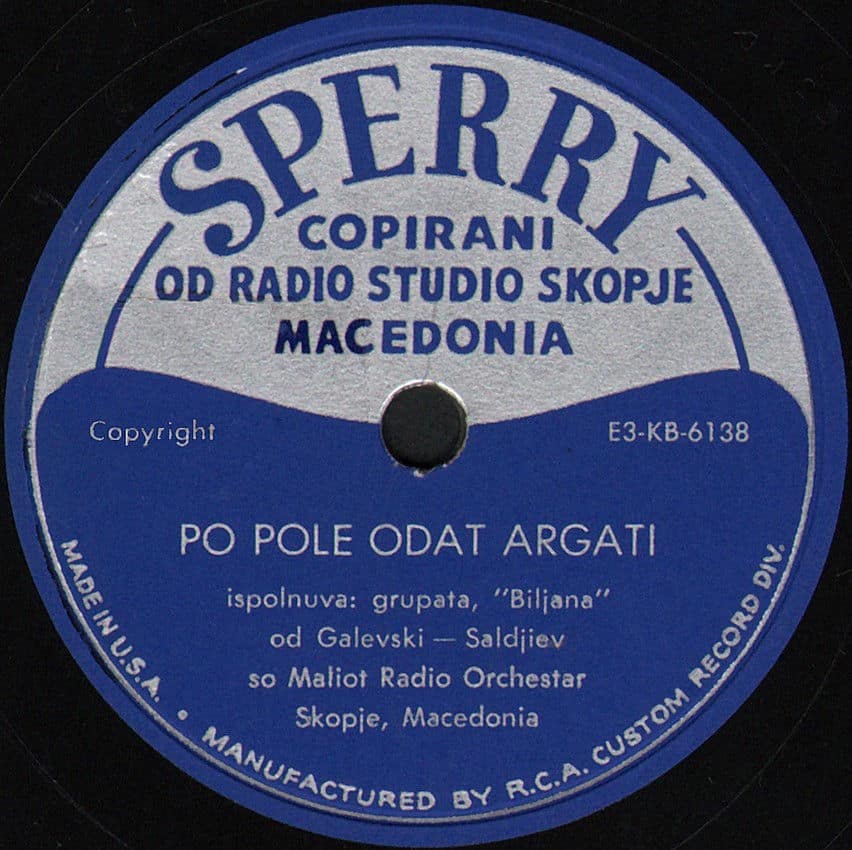 SPERRY
COPIRANI
OD RADIO STUDIO SKOPJE
MACEDONIA
Copyright
E3-KB-6138
PO POLE ODAT ARGATI
ispolnuva: grupata, "Biljana"
od Galevski — Saldjiev
so Maliot Radio Orchestar
Skopje, Macedonia
MADE IN U.S.A. • MANUFACTURED BY R.C.A. CUSTOM RECORD DIV.